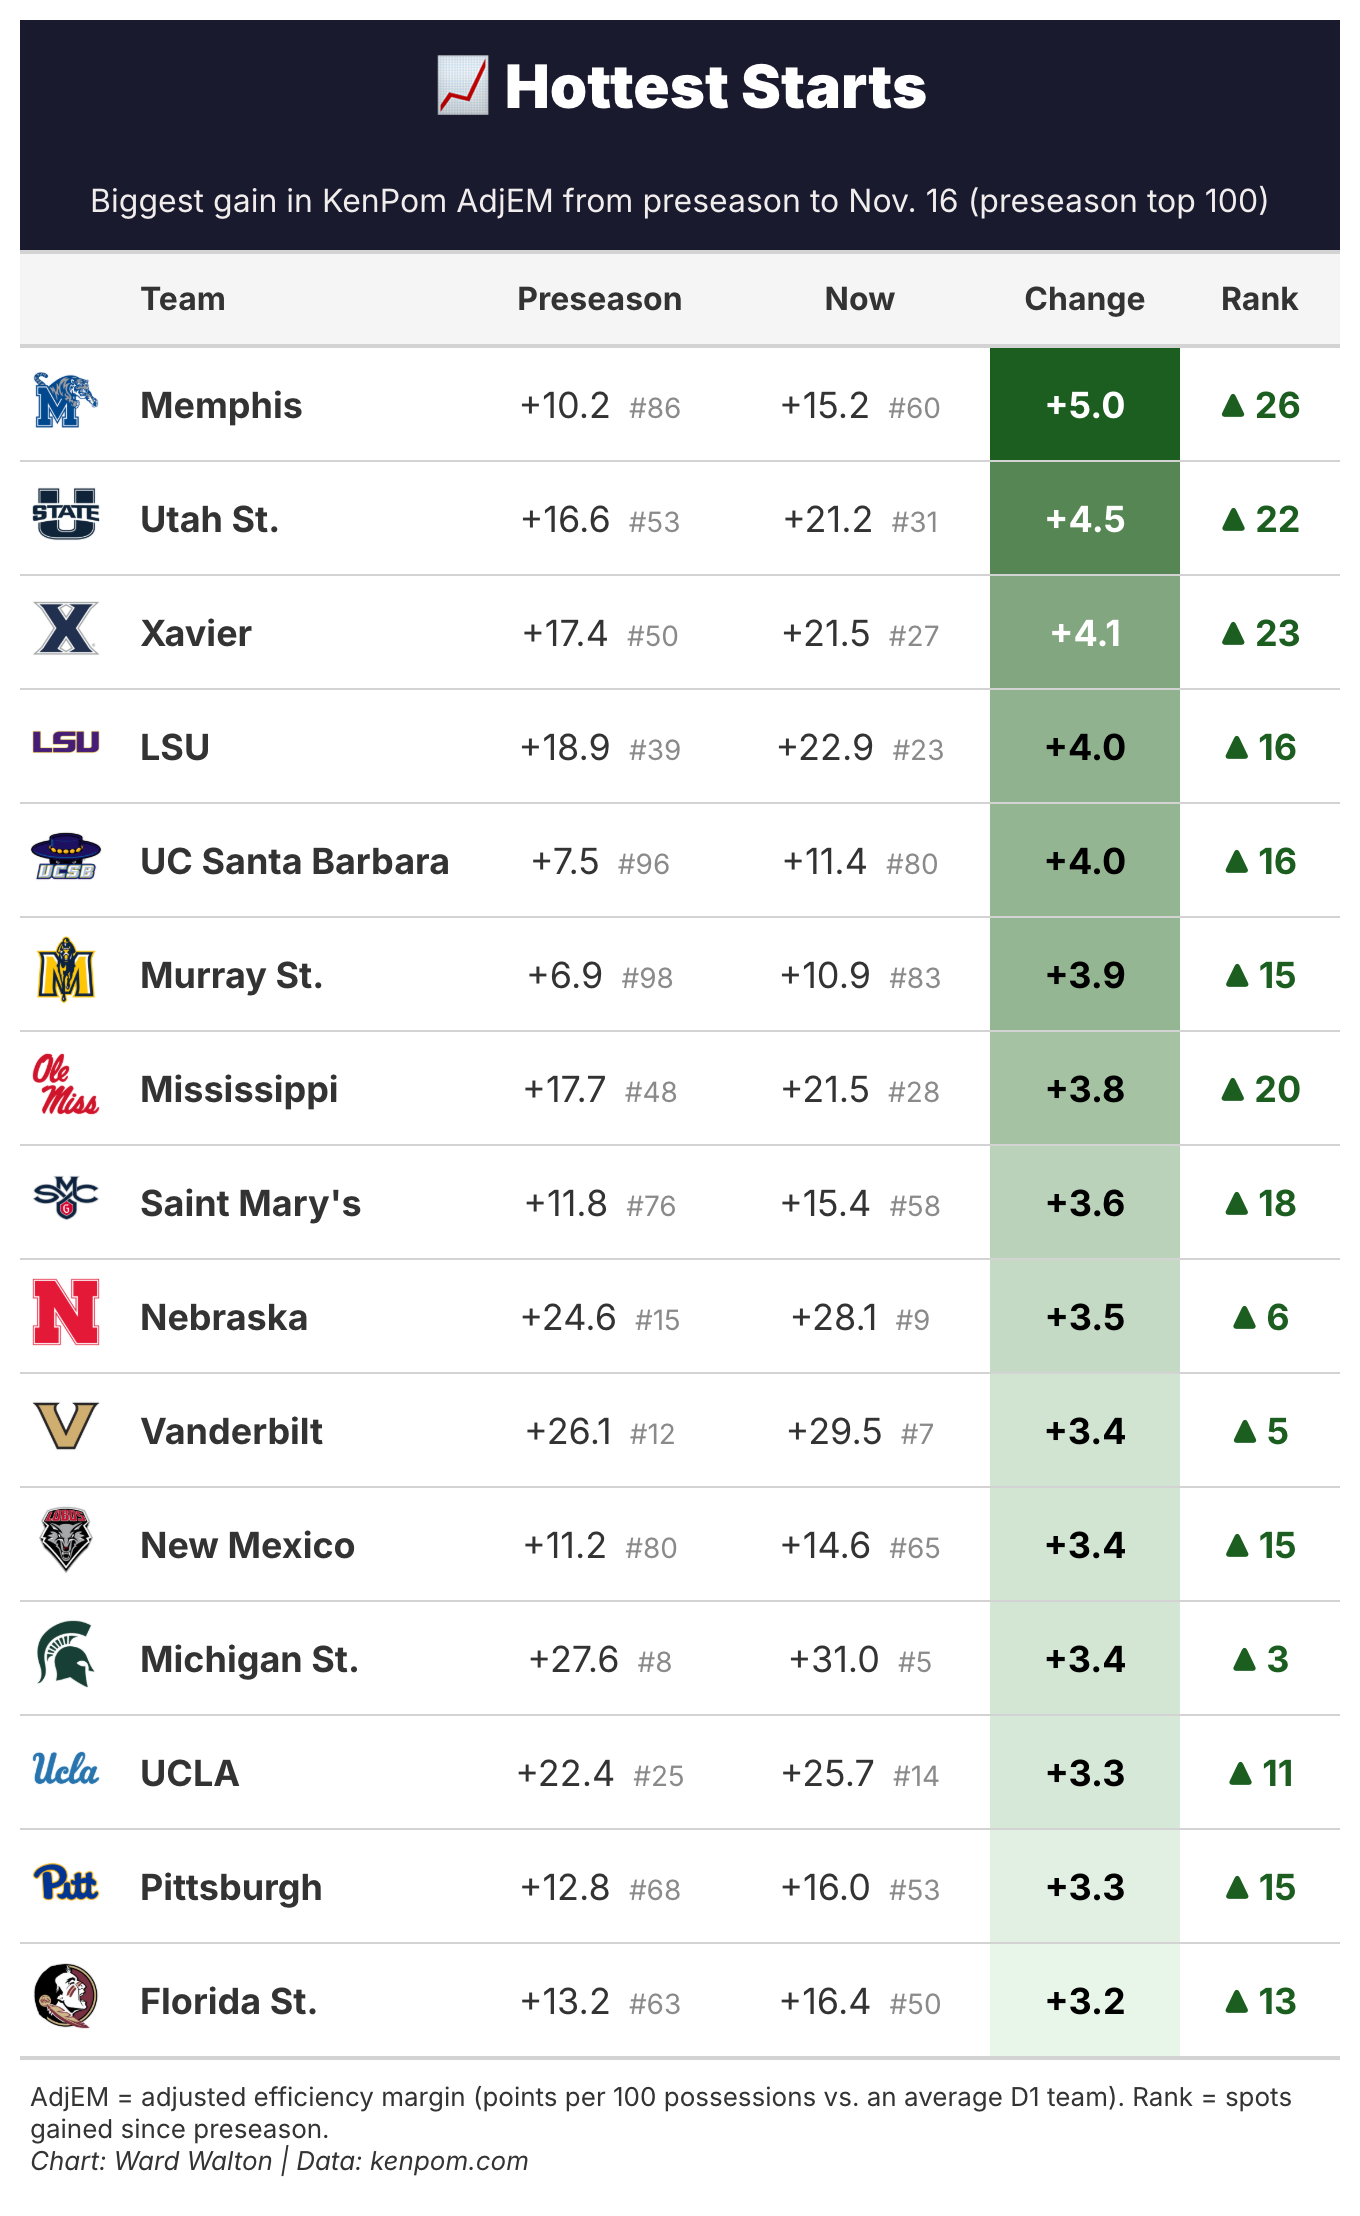 📈 Hottest Starts
Biggest gain in KenPom AdjEM from preseason to Nov. 16 (preseason top 100)
Team Preseason Now Change Rank
Memphis +10.2 #86 +15.2 #60 +5.0 ▲ 26
STATE Utah St. +16.6 #53 +21.2 #31 +4.5 ▲ 22
X Xavier +17.4 #50 +21.5 #27 +4.1 ▲ 23
LSU LSU +18.9 #39 +22.9 #23 +4.0 ▲ 16
UCSB UC Santa Barbara +7.5 #96 +11.4 #80 +4.0 ▲ 16
M Murray St. +6.9 #98 +10.9 #83 +3.9 ▲ 15
Ole Miss Mississippi +17.7 #48 +21.5 #28 +3.8 ▲ 20
SMC G Saint Mary's +11.8 #76 +15.4 #58 +3.6 ▲ 18
N Nebraska +24.6 #15 +28.1 #9 +3.5 ▲ 6
V Vanderbilt +26.1 #12 +29.5 #7 +3.4 ▲ 5
LOBOS New Mexico +11.2 #80 +14.6 #65 +3.4 ▲ 15
Michigan St. +27.6 #8 +31.0 #5 +3.4 ▲ 3
Ucla UCLA +22.4 #25 +25.7 #14 +3.3 ▲ 11
Pitt Pittsburgh +12.8 #68 +16.0 #53 +3.3 ▲ 15
Florida St. +13.2 #63 +16.4 #50 +3.2 ▲ 13
AdjEM = adjusted efficiency margin (points per 100 possessions vs. an average D1 team). Rank = spots
gained since preseason.
Chart: Ward Walton | Data: kenpom.com